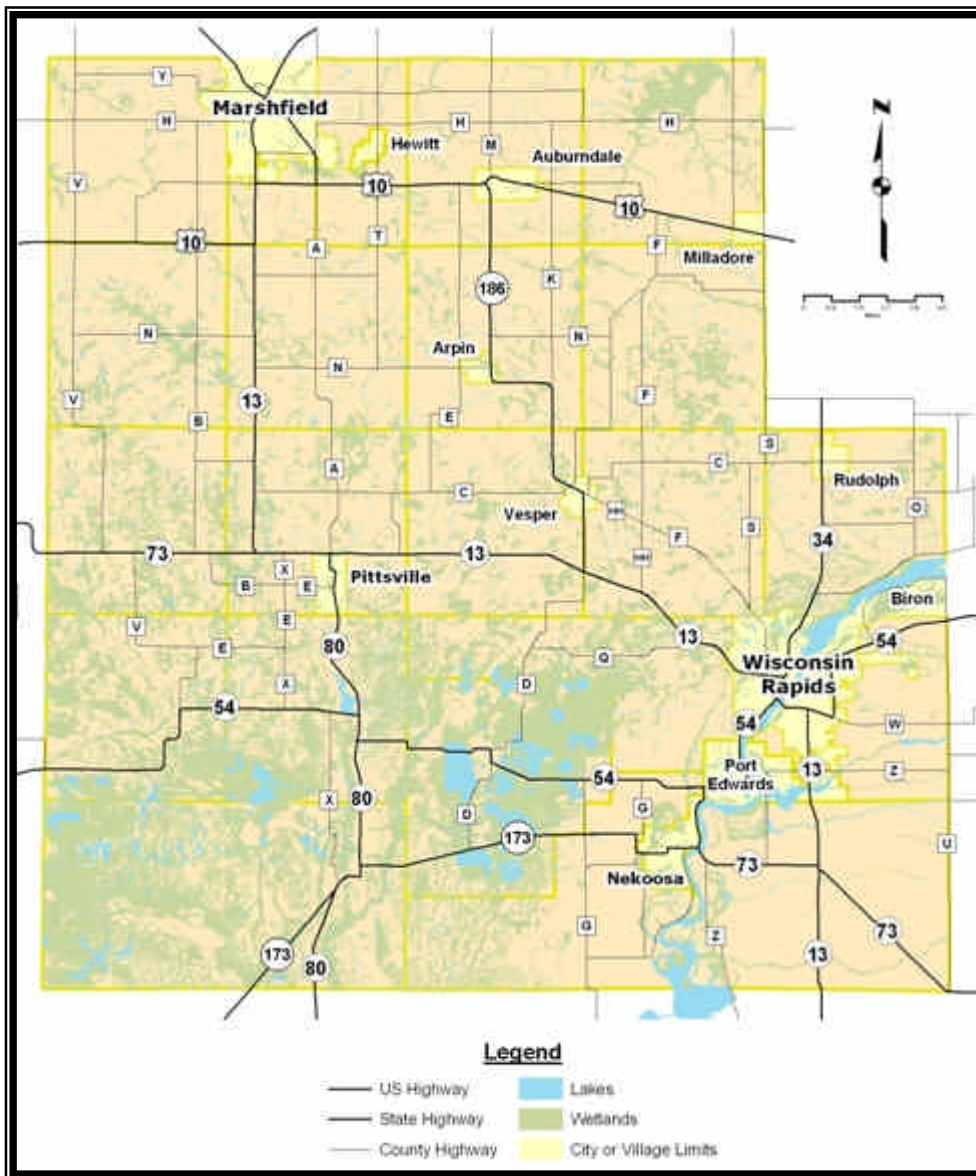 Y
Marshfield
H
H
H
N
Hewitt
M
Auburndale
V
10
10
10
T
A
F
Milladore
186
K
N
Arpin
N
N
V
13
B
E
F
S
A
C
C
Rudolph
Vesper
S
O
F
34
73
13
X
Pittsville
B
E
Biron
V
E
E
80
13
54
Q
Wisconsin
Rapids
D
X
54
54
W
Port
Edwards
13
Z
54
X
80
D
G
173
U
73
Nekoosa
G
Z
73
173
80
13
Legend
US Highway
Lakes
State Highway
Wetlands
County Highway
City or Village Limits